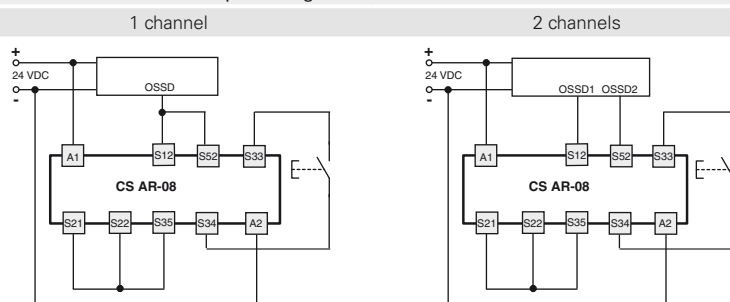 1 channel
2 channels
+
24 VDC
-
OSSD
A1
S12
S52
S33
CS AR-08
S21
S22
S35
S34
A2
+
24 VDC
-
OSSD1 OSSD2
A1
S12
S52
S33
CS AR-08
S21
S22
S35
S34
A2